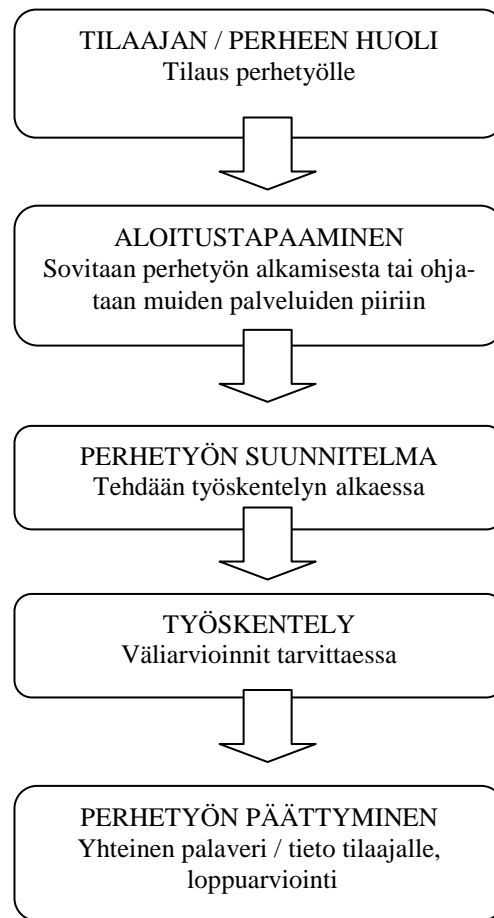 TILAAJAN / PERHEEN HUOLI
Tilaus perhetyölle
ALOITUSTAPAAMINEN
Sovitaan perhetyön alkamisesta tai ohja-
taan muiden palveluiden piiriin
PERHETYÖN SUUNNITELMA
Tehdään työskentelyn alkaessa
TYÖSKENTELY
Väliarvioinnit tarvittaessa
PERHETYÖN PÄÄTTYMINEN
Yhteinen palaveri / tieto tilaajalle,
loppuarviointi